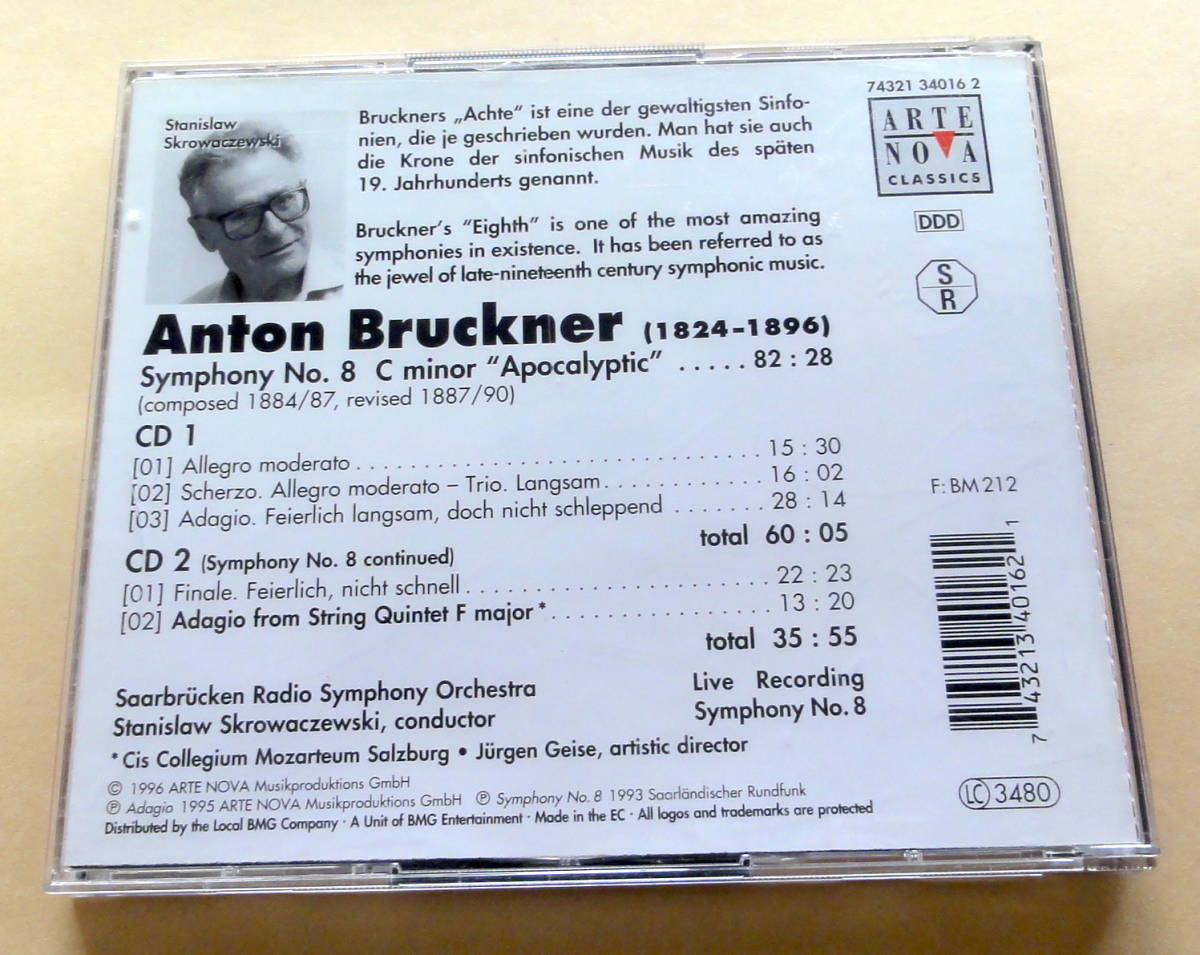 Stanislaw
Skrowaczewski
Bruckners „Achte“ ist eine der gewaltigsten Sinfo-
nien, die je geschrieben wurden. Man hat sie auch
die Krone der sinfonischen Musik des späten
19. Jahrhunderts genannt.
Bruckner's "Eighth" is one of the most amazing
symphonies in existence. It has been referred to as
the jewel of late-nineteenth century symphonic music.
74321 34016 2
ARTE
NOVA
CLASSICS
DDD
S
R
Anton Bruckner (1824-1896)
Symphony No. 8 C minor "Apocalyptic" ..... 82 : 28
(composed 1884/87, revised 1887/90)
CD 1
[01] Allegro moderato ................................ 15 : 30
[02] Scherzo. Allegro moderato – Trio. Langsam ............ 16 : 02
[03] Adagio. Feierlich langsam, doch nicht schleppend ....... 28 : 14
total 60 : 05
CD 2 (Symphony No. 8 continued)
[01] Finale. Feierlich, nicht schnell ........................ 22 : 23
[02] Adagio from String Quintet F major* ................ 13 : 20
total 35 : 55
F: BM 212
7 43213 40162 1
Saarbrücken Radio Symphony Orchestra
Stanislaw Skrowaczewski, conductor
Live Recording
Symphony No. 8
* Cis Collegium Mozarteum Salzburg • Jürgen Geise, artistic director
© 1996 ARTE NOVA Musikproduktions GmbH
℗ Adagio 1995 ARTE NOVA Musikproduktions GmbH ℗ Symphony No. 8 1993 Saarländischer Rundfunk
Distributed by the Local BMG Company · A Unit of BMG Entertainment · Made in the EC · All logos and trademarks are protected
LC 3480